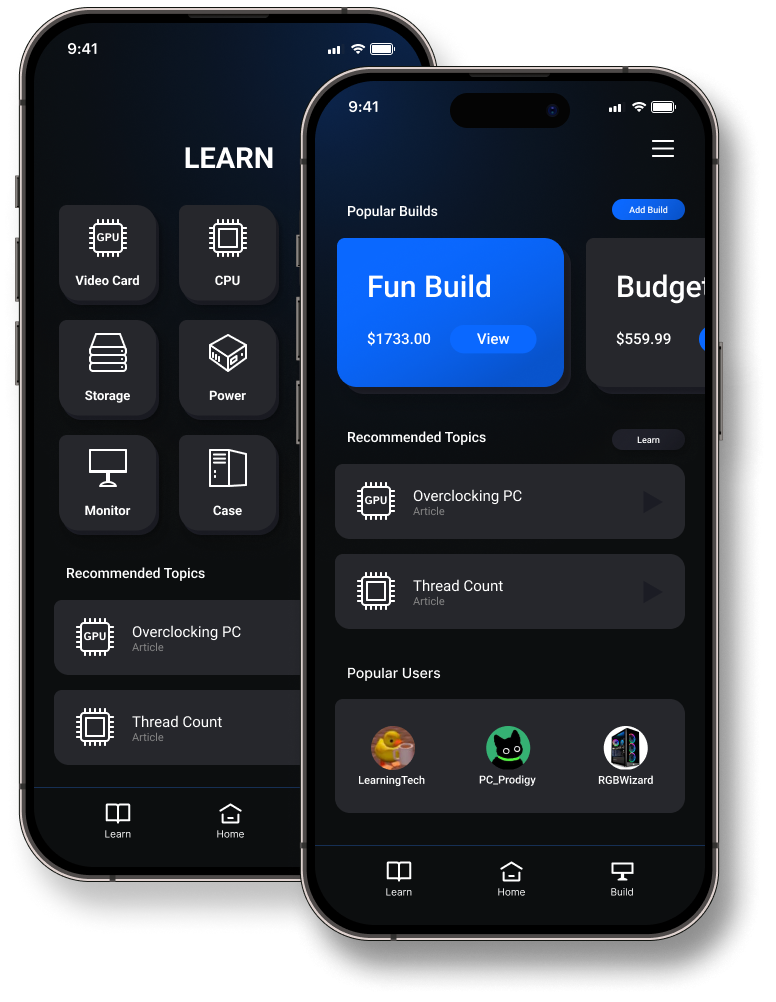 9:41
LEARN
GPU
Video Card
CPU
Storage
Power
Monitor
Case
Recommended Topics
GPU
Overclocking PC
Article
Thread Count
Article
Learn
Home
9:41
Popular Builds
Add Build
Fun Build
$1733.00
View
Budget
$559.99
Recommended Topics
Learn
GPU
Overclocking PC
Article
Thread Count
Article
Popular Users
LearningTech
PC_Prodigy
RGBWizard
Learn
Home
Build